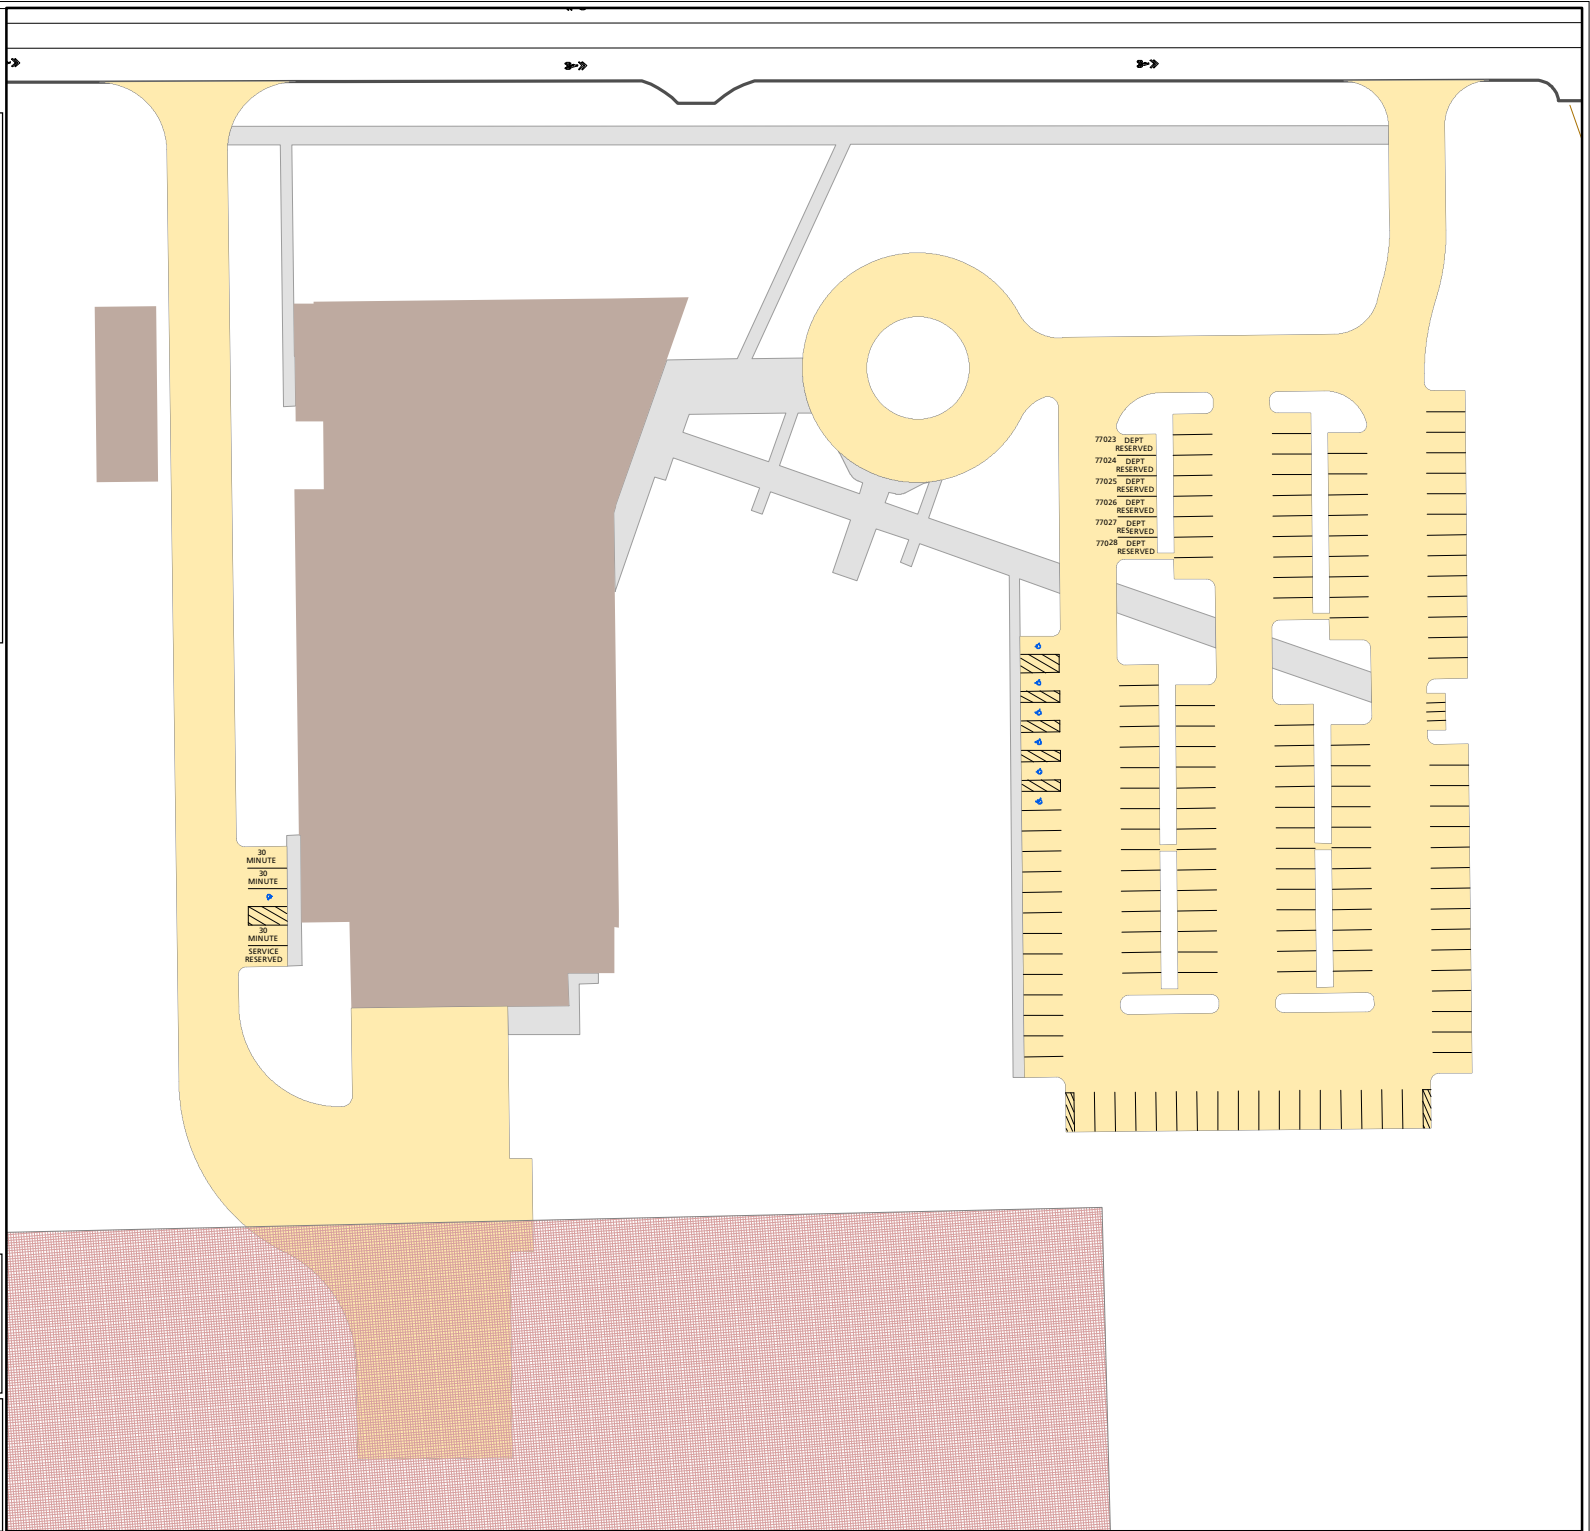 77023 DEPT
RESERVED
77024 DEPT
RESERVED
77025 DEPT
RESERVED
77026 DEPT
RESERVED
77027 DEPT
RESERVED
77028 DEPT
RESERVED
30
MINUTE
30
MINUTE
30
MINUTE
SERVICE
RESERVED